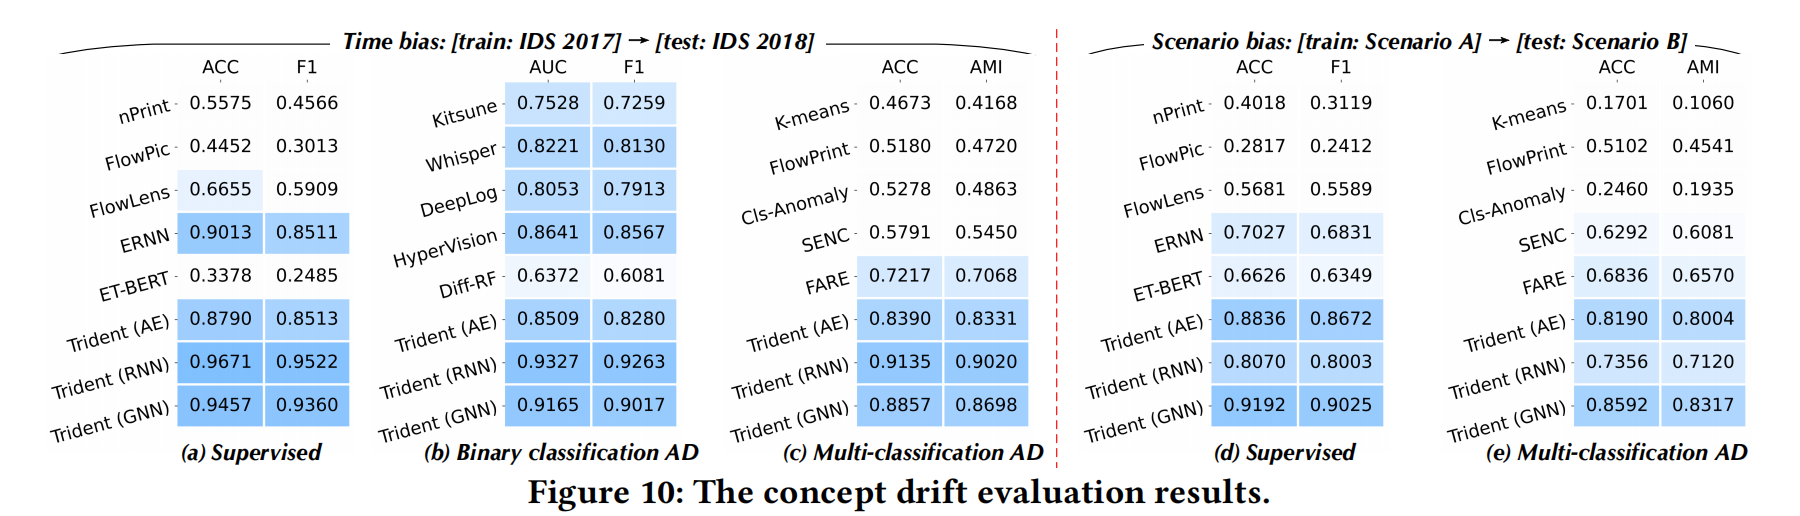 Time bias: [train: IDS 2017] → [test: IDS 2018]
ACC F1
nPrint 0.5575 0.4566
FlowPic 0.4452 0.3013
FlowLens 0.6655 0.5909
ERNN 0.9013 0.8511
ET-BERT 0.3378 0.2485
Trident (AE) 0.8790 0.8513
Trident (RNN) 0.9671 0.9522
Trident (GNN) 0.9457 0.9360
(a) Supervised
AUC F1
Kitsune 0.7528 0.7259
Whisper 0.8221 0.8130
DeepLog 0.8053 0.7913
HyperVision 0.8641 0.8567
Diff-RF 0.6372 0.6081
Trident (AE) 0.8509 0.8280
Trident (RNN) 0.9327 0.9263
Trident (GNN) 0.9165 0.9017
(b) Binary classification AD
ACC AMI
K-means 0.4673 0.4168
FlowPrint 0.5180 0.4720
Cls-Anomaly 0.5278 0.4863
SENC 0.5791 0.5450
FARE 0.7217 0.7068
Trident (AE) 0.8390 0.8331
Trident (RNN) 0.9135 0.9020
Trident (GNN) 0.8857 0.8698
(c) Multi-classification AD
Scenario bias: [train: Scenario A] → [test: Scenario B]
ACC F1
nPrint 0.4018 0.3119
FlowPic 0.2817 0.2412
FlowLens 0.5681 0.5589
ERNN 0.7027 0.6831
ET-BERT 0.6626 0.6349
Trident (AE) 0.8836 0.8672
Trident (RNN) 0.8070 0.8003
Trident (GNN) 0.9192 0.9025
(d) Supervised
ACC AMI
K-means 0.1701 0.1060
FlowPrint 0.5102 0.4541
Cls-Anomaly 0.2460 0.1935
SENC 0.6292 0.6081
FARE 0.6836 0.6570
Trident (AE) 0.8190 0.8004
Trident (RNN) 0.7356 0.7120
Trident (GNN) 0.8592 0.8317
(e) Multi-classification AD
Figure 10: The concept drift evaluation results.